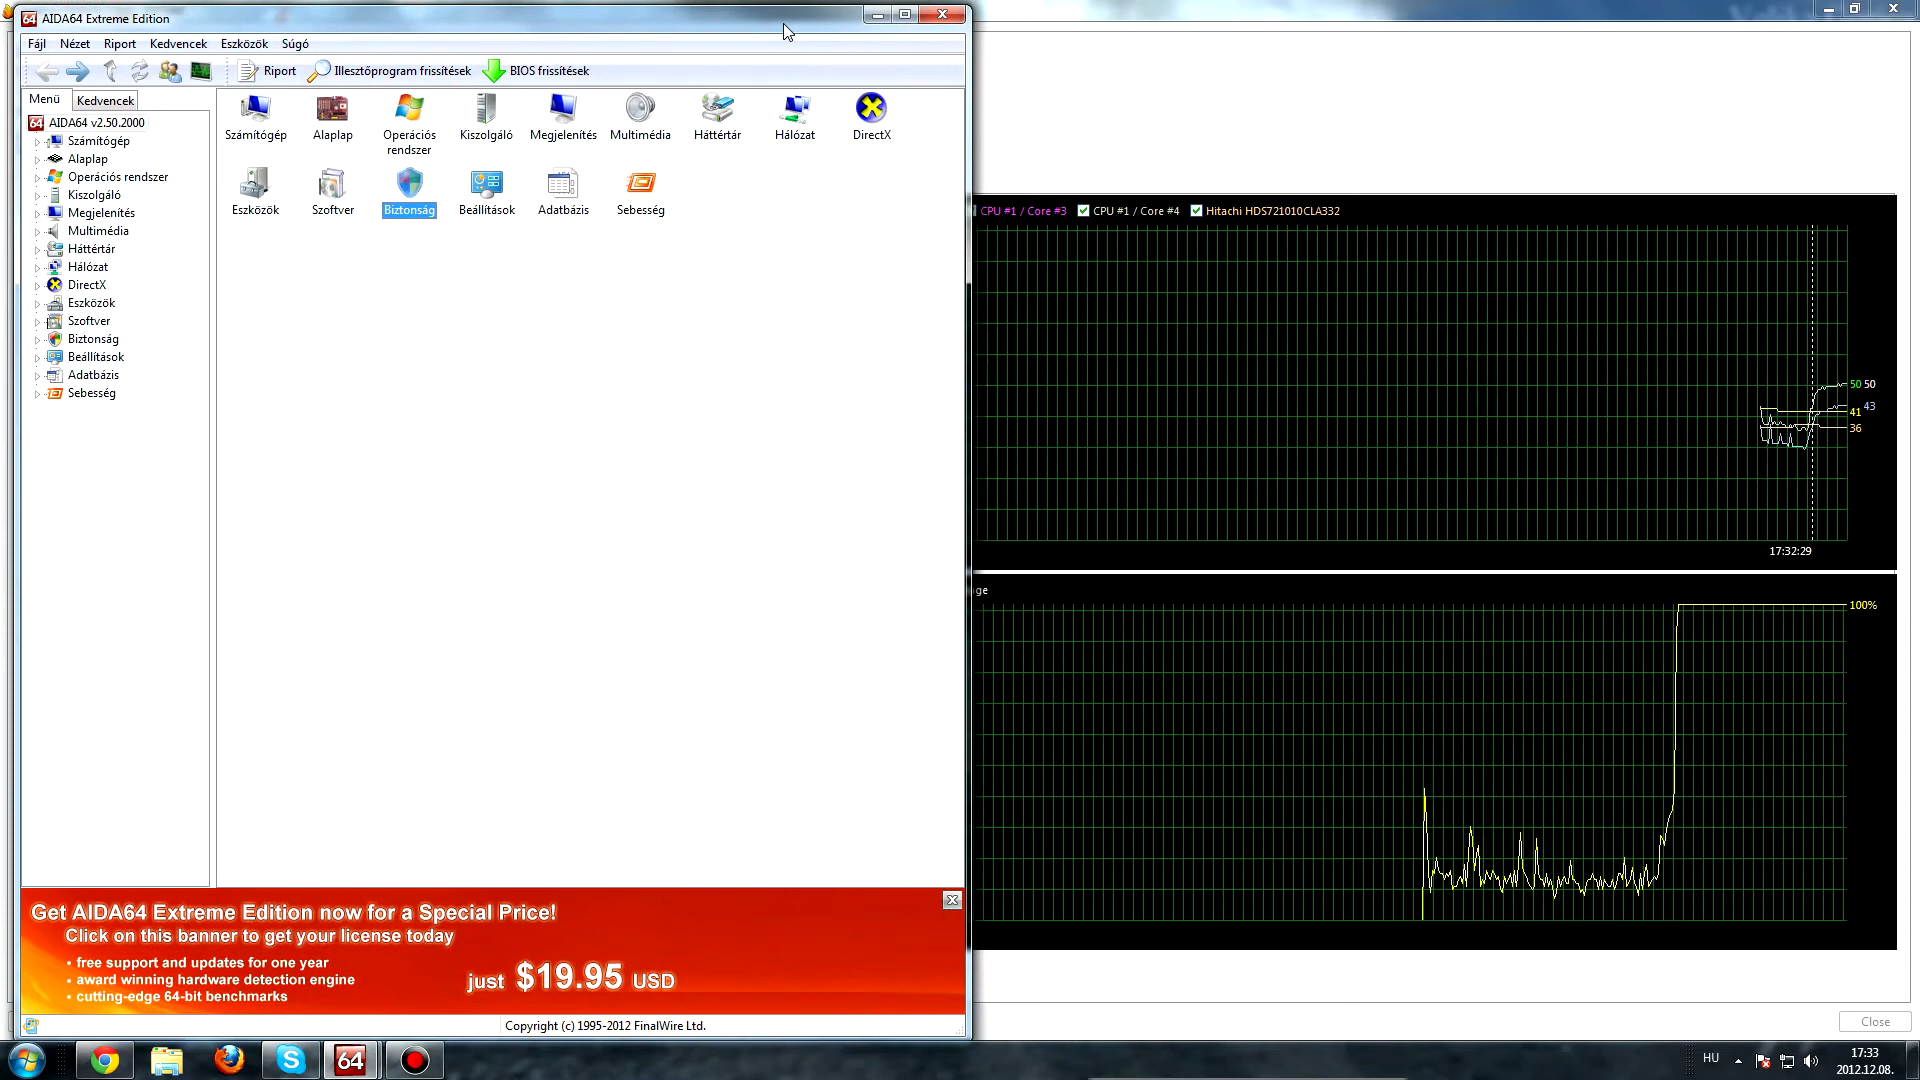 AIDA64 Extreme Edition
Fájl Nézet Riport Kedvencek Eszközök Súgó
Riport Illesztőprogram frissítések BIOS frissítések
Menü Kedvencek
64 AIDA64 v2.50.2000
Számítógép
Alaplap
Operációs rendszer
Kiszolgáló
Megjelenítés
Multimédia
Háttértár
Hálózat
DirectX
Eszközök
Szoftver
Biztonság
Beállítások
Adatbázis
Sebesség
Számítógép Alaplap Operációs rendszer Kiszolgáló Megjelenítés Multimédia Háttértár Hálózat DirectX
Eszközök Szoftver Biztonság Beállítások Adatbázis Sebesség
CPU #1 / Core #3 CPU #1 / Core #4 Hitachi HDS721010CLA332
50 50
43
41
36
17:32:29
ge
100%
Get AIDA64 Extreme Edition now for a Special Price!
Click on this banner to get your license today
• free support and updates for one year
• award winning hardware detection engine
• cutting-edge 64-bit benchmarks
just $19.95 USD
Copyright (c) 1995-2012 FinalWire Ltd.
Close
64
HU
17:33
2012.12.08.